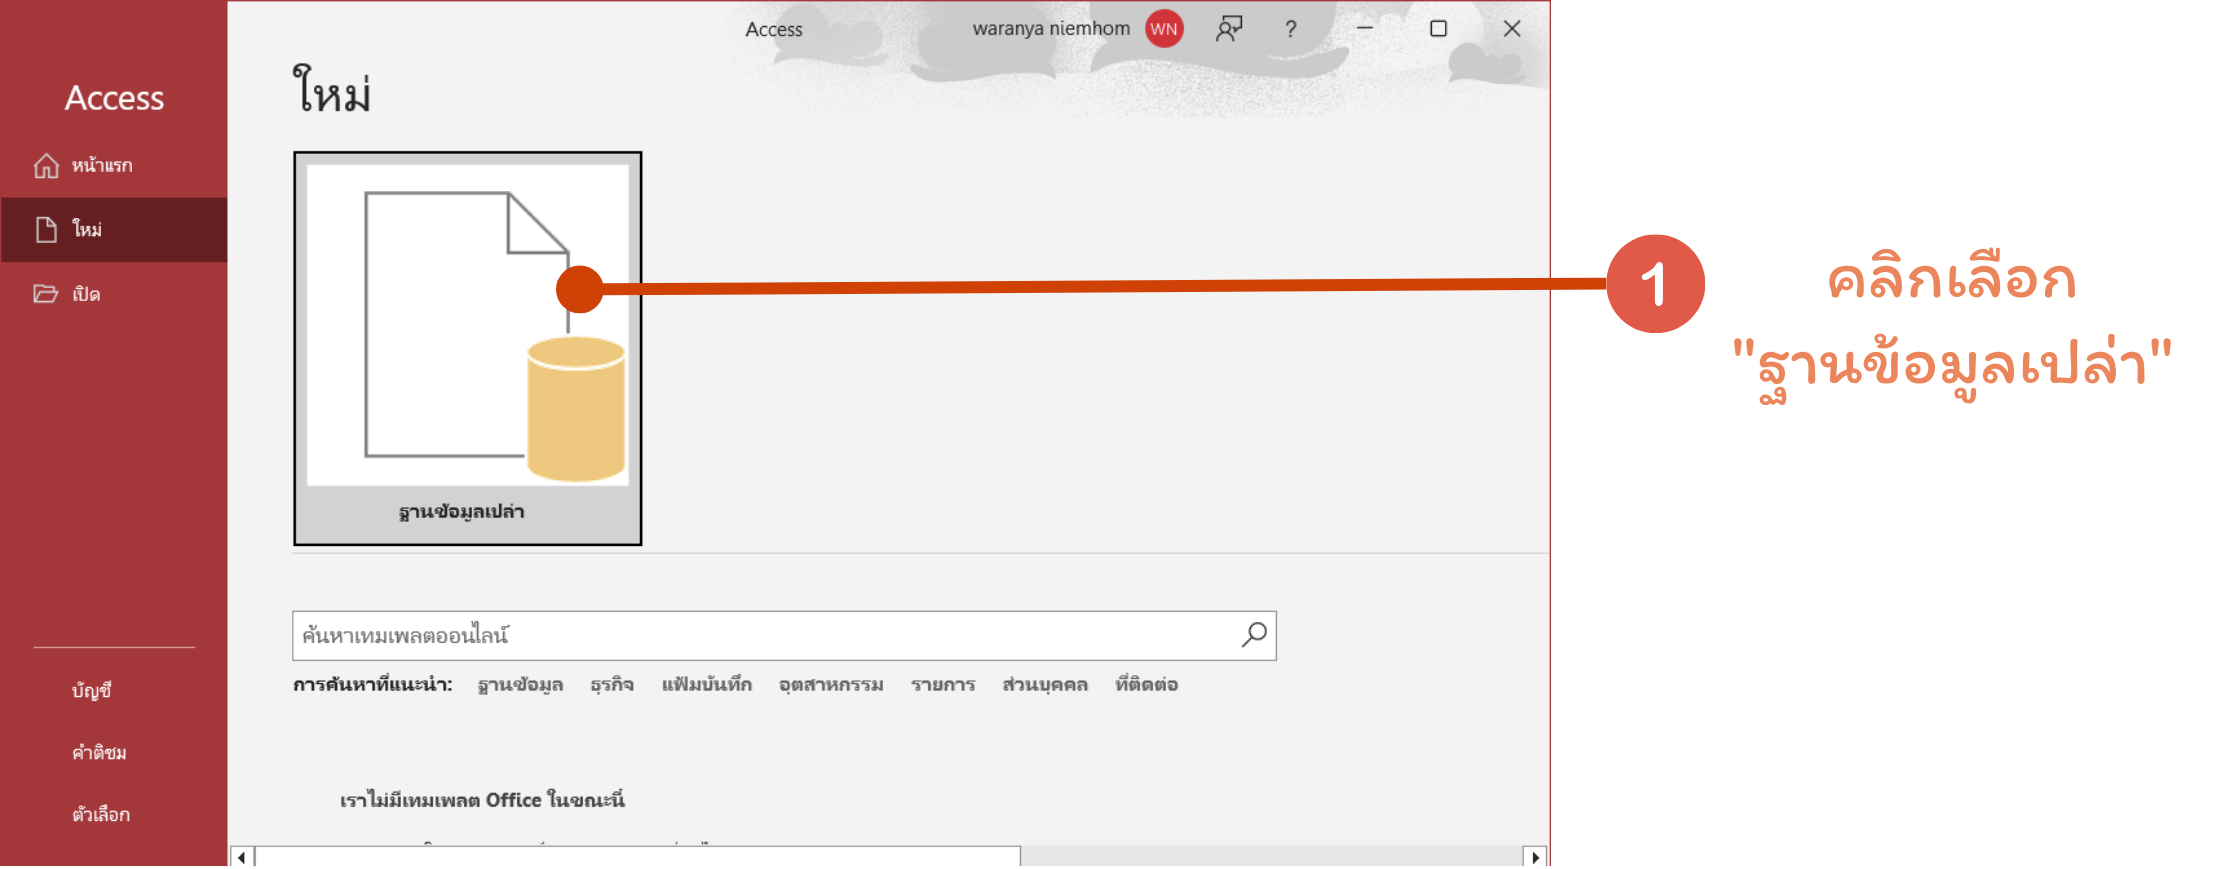 Access
waranya niemhom
WN
?
Access
ใหม่
หน้าแรก
ใหม่
เปิด
ฐานข้อมูลเปล่า
1
คลิกเลือก
"ฐานข้อมูลเปล่า"
ค้นหาเทมเพลตออนไลน์
การค้นหาที่แนะนำ: ฐานข้อมูล ธุรกิจ แฟ้มบันทึก อุตสาหกรรม รายการ ส่วนบุคคล ที่ติดต่อ
เราไม่มีเทมเพลต Office ในขณะนี้
บัญชี
คำติชม
ตัวเลือก